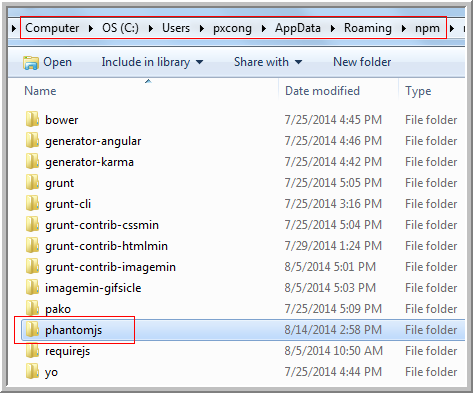 Computer OS (C:) Users pxcong AppData Roaming npm
Open Include in library Share with New folder
Name Date modified Type
bower 7/25/2014 4:45 PM File folder
generator-angular 7/25/2014 4:46 PM File folder
generator-karma 7/25/2014 4:42 PM File folder
grunt 7/25/2014 5:05 PM File folder
grunt-cli 7/25/2014 3:16 PM File folder
grunt-contrib-cssmin 7/25/2014 5:04 PM File folder
grunt-contrib-htmlmin 7/29/2014 1:24 PM File folder
grunt-contrib-imagemin 8/5/2014 5:01 PM File folder
imagemin-gifsicle 8/5/2014 5:03 PM File folder
pako 7/25/2014 5:09 PM File folder
phantomjs 8/14/2014 2:58 PM File folder
requirejs 8/5/2014 10:50 AM File folder
yo 7/25/2014 4:44 PM File folder